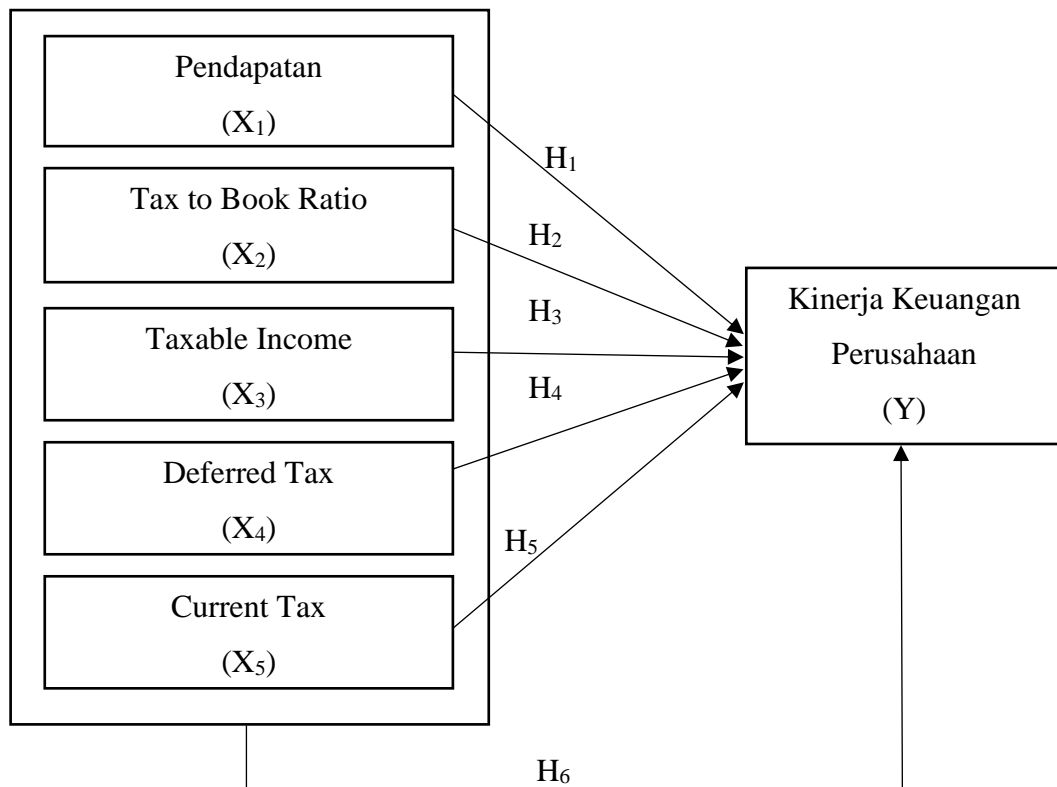 Pendapatan
(X₁)
Tax to Book Ratio
(X₂)
Taxable Income
(X₃)
Deferred Tax
(X₄)
Current Tax
(X₅)
H₁
H₂
H₃
H₄
H₅
Kinerja Keuangan
Perusahaan
(Y)
H₆